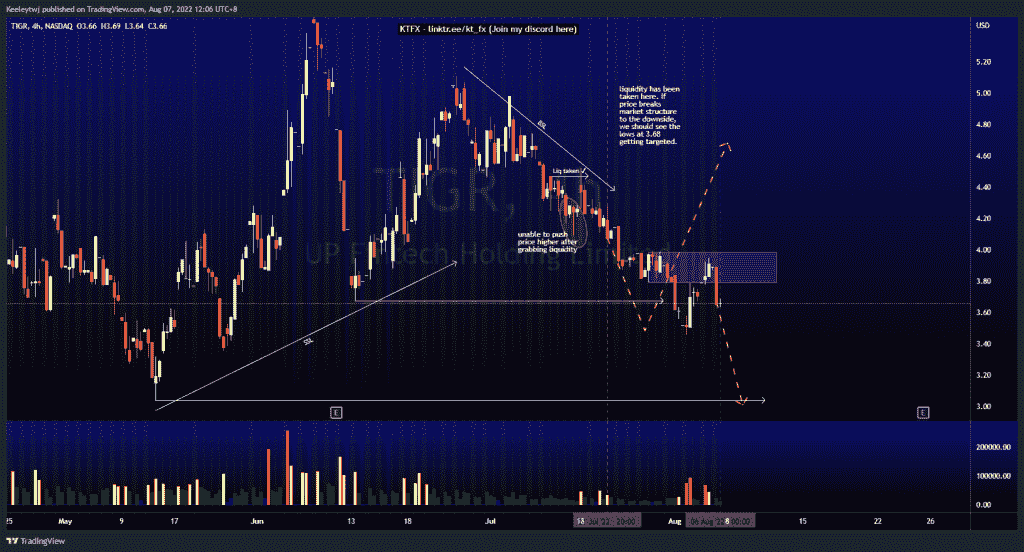 Keeleytwj published on TradingView.com, Aug 07, 2022 12:06 UTC+8
TIGR, 4h, NASDAQ O3.66 H3.69 L3.64 C3.66
KTFX - linktr.ee/kt_fx (Join my discord here)
USD
liquidity has been
taken here. If
price breaks
market structure
to the downside,
we should see the
lows at 3.68
getting targeted.
BSL
Liq taken
TIGR,
unable to push
price higher after
grabbing liquidity
UP Fintech Holding Limited
SSL
5.20
5.00
4.80
4.60
4.40
4.20
4.00
3.80
3.60
3.40
3.20
3.00
E
E
200000.00
100000.00
0.00
25
May
9
17
Jun
13
18
Jul
18
Jul '22 - 20:00
Aug
06 Aug '22
00:00
8
15
22
26
TradingView